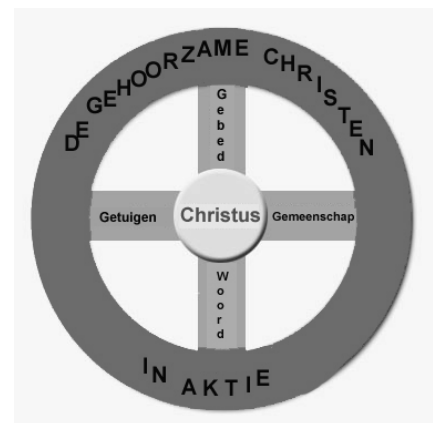 DE GEHOORZAME CHRISTEN
Gebed
Getuigen
Christus
Gemeenschap
Woord
IN AKTIE